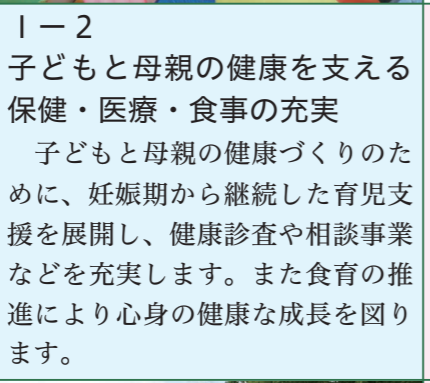 Ⅰ－2
子どもと母親の健康を支える
保健・医療・食事の充実
　子どもと母親の健康づくりのた
めに、妊娠期から継続した育児支
援を展開し、健康診査や相談事業
などを充実します。また食育の推
進により心身の健康な成長を図り
ます。